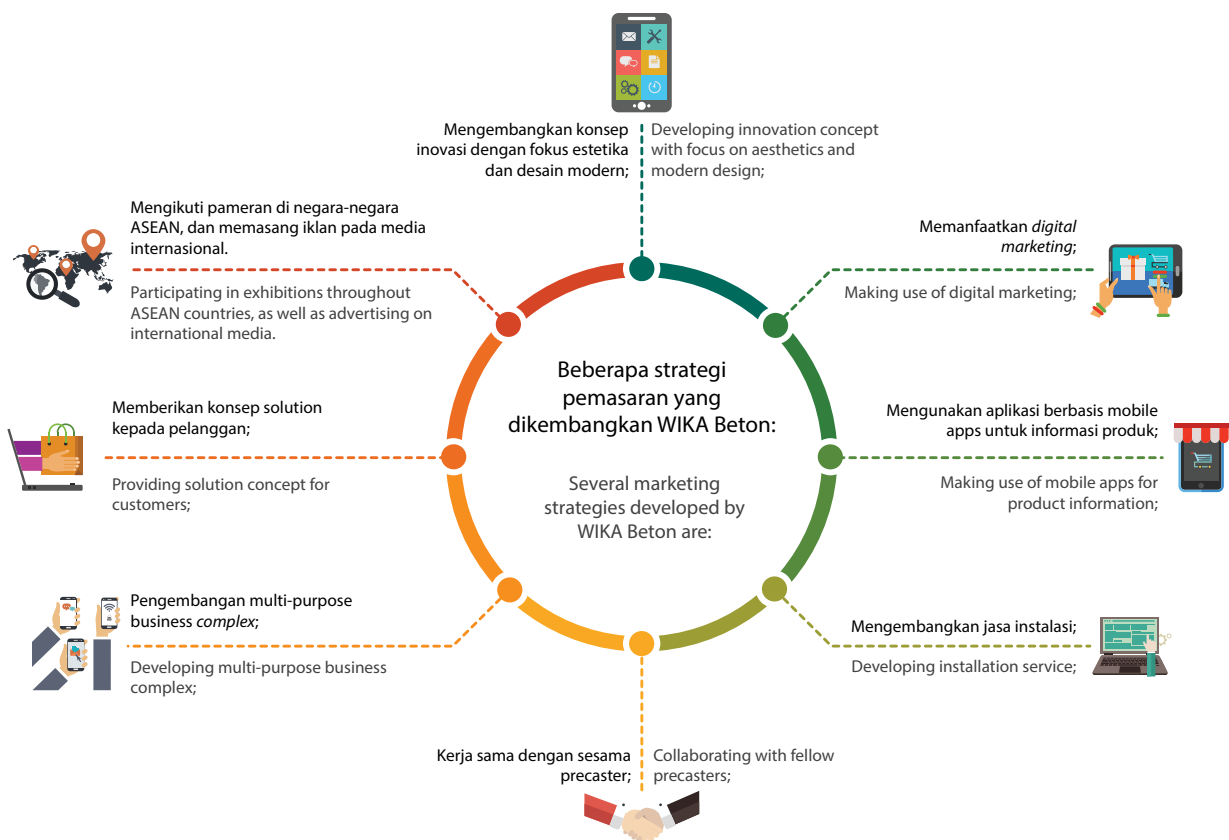 Mengembangkan konsep
inovasi dengan fokus estetika
dan desain modern;
Developing innovation concept
with focus on aesthetics and
modern design;
Memanfaatkan digital
marketing;
Making use of digital marketing;
Mengunakan aplikasi berbasis mobile
apps untuk informasi produk;
Making use of mobile apps for
product information;
Mengembangkan jasa instalasi;
Developing installation service;
Kerja sama dengan sesama
precaster;
Collaborating with fellow
precasters;
Pengembangan multi-purpose
business complex;
Developing multi-purpose business
complex;
Memberikan konsep solution
kepada pelanggan;
Providing solution concept for
customers;
Mengikuti pameran di negara-negara
ASEAN, dan memasang iklan pada media
internasional.
Participating in exhibitions throughout
ASEAN countries, as well as advertising on
international media.
Beberapa strategi
pemasaran yang
dikembangkan WIKA Beton:
Several marketing
strategies developed by
WIKA Beton are: